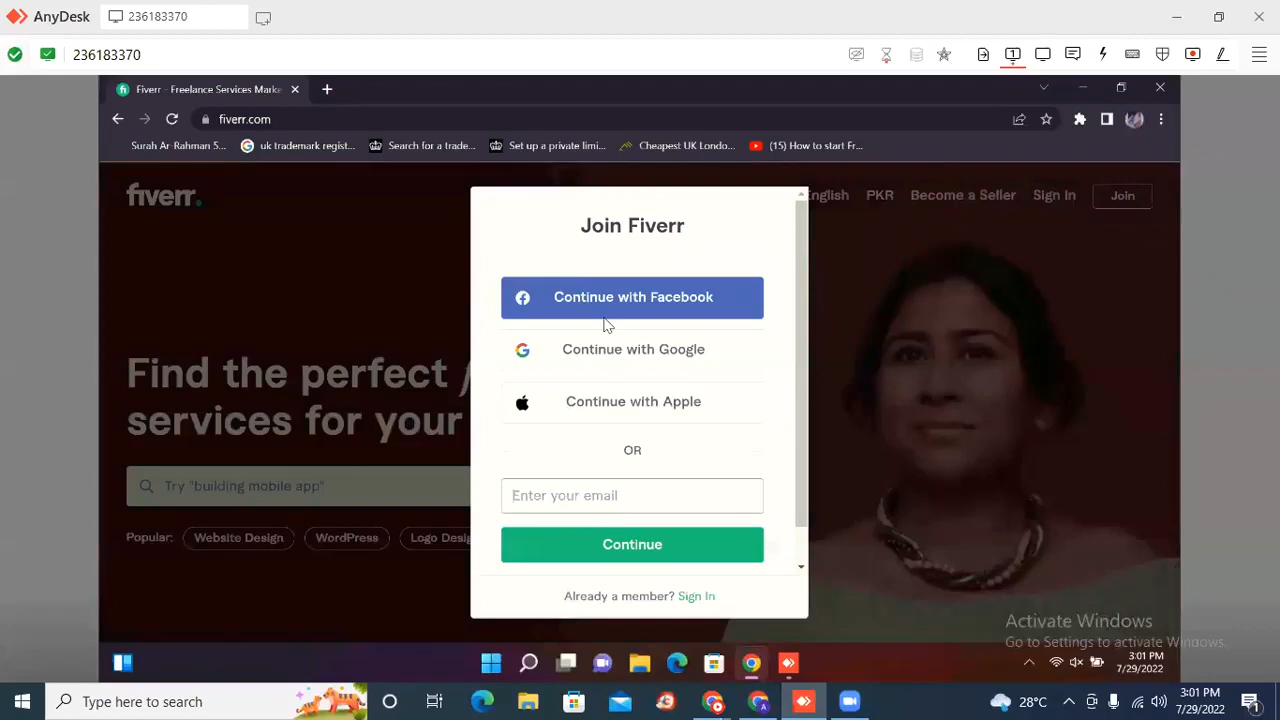 AnyDesk
236183370
236183370
Fiverr - Freelance Services Marke
fiverr.com
Surah Ar-Rahman 5...
uk trademark regist...
Search for a trade...
Set up a private limi...
Cheapest UK Londo...
(15) How to start Fr...
fiverr.
English
PKR
Become a Seller
Sign In
Join
Join Fiverr
Continue with Facebook
Continue with Google
Continue with Apple
OR
Enter your email
Continue
Already a member? Sign In
Find the perfect f
services for your
Try "building mobile app"
Popular:
Website Design
WordPress
Logo Desig
Activate Windows
Go to Settings to activate Windows.
3:01 PM
7/29/2022
Type here to search
28°C
3:01 PM
7/29/2022